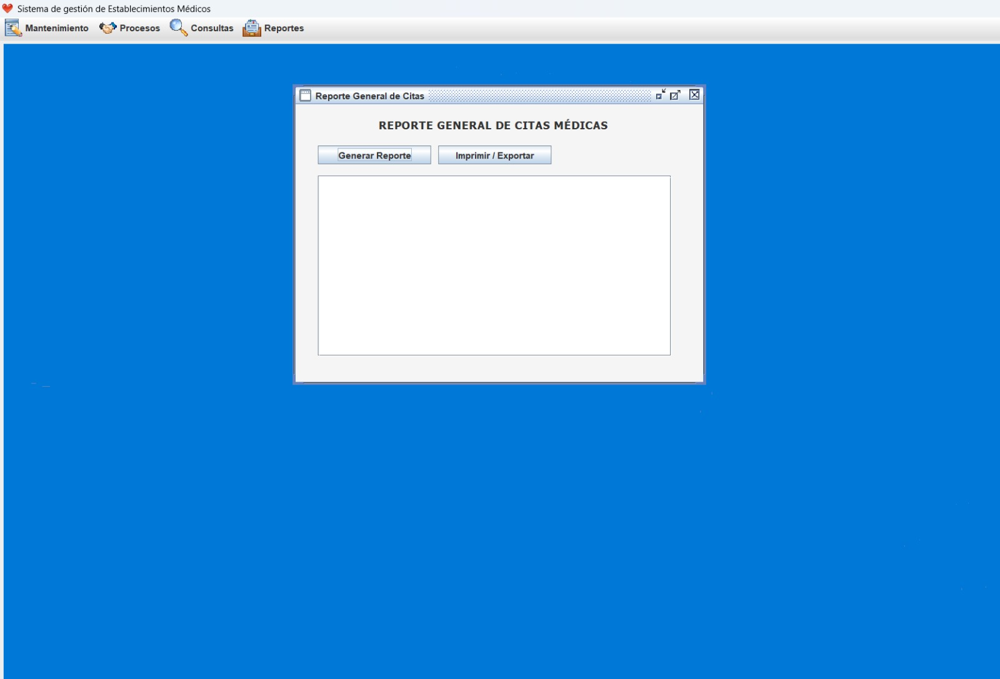 Sistema de gestión de Establecimientos Médicos
Mantenimiento Procesos Consultas Reportes
Reporte General de Citas
REPORTE GENERAL DE CITAS MÉDICAS
Generar Reporte Imprimir / Exportar